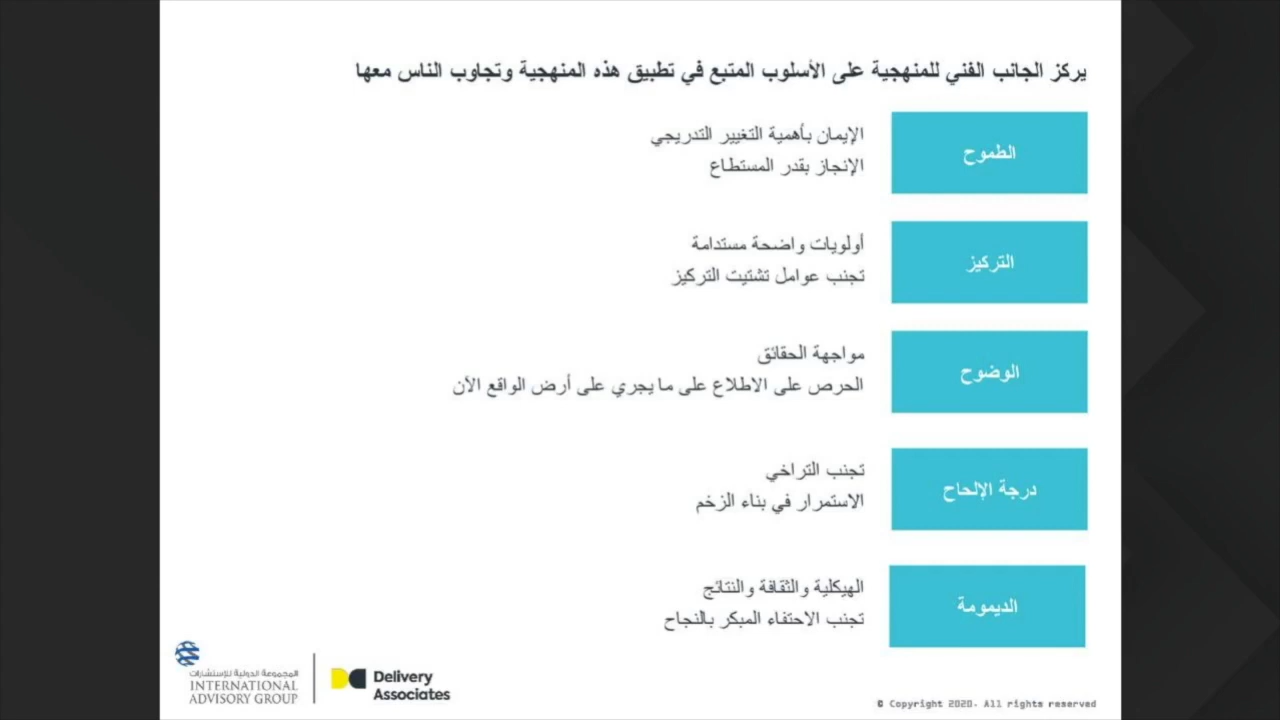 يركز الجانب الفني للمنهجية على الأسلوب المتبع في تطبيق هذه المنهجية وتجاوب الناس معها
الطموح
الإيمان بأهمية التغيير التدريجي
الإنجاز بقدر المستطاع
التركيز
أولويات واضحة مستدامة
تجنب عوامل تشتيت التركيز
الوضوح
مواجهة الحقائق
الحرص على الاطلاع على ما يجري على أرض الواقع الآن
درجة الإلحاح
تجنب التراخي
الاستمرار في بناء الزخم
الديمومة
الهيكلية والثقافة والنتائج
تجنب الاحتفاء المبكر بالنجاح
المجموعة الدولية للإستشارات
INTERNATIONAL
ADVISORY GROUP
Delivery
Associates
© Copyright 2020. All rights reserved